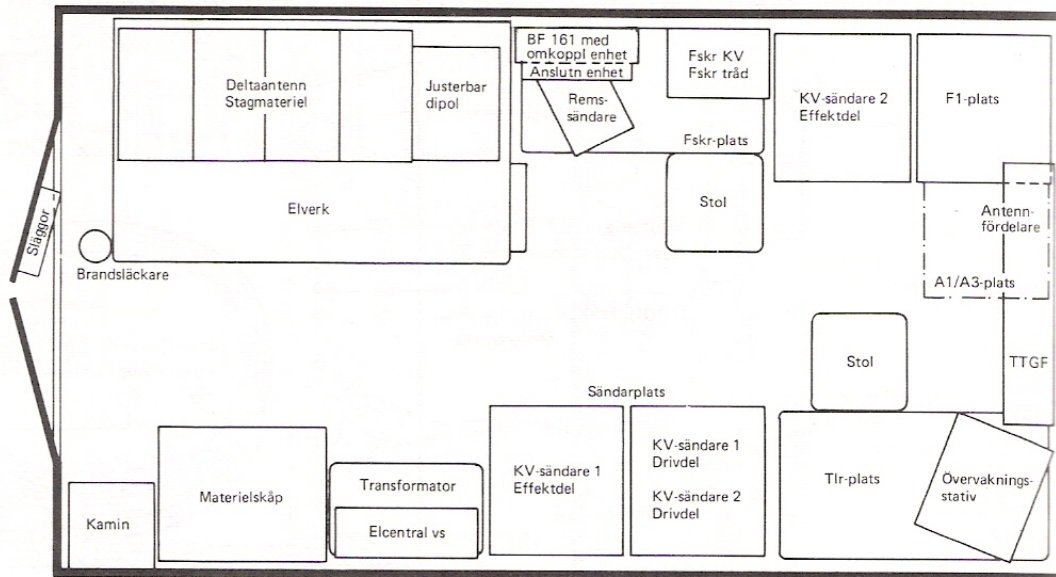 Deltaantenn
Stagmateriel
Justerbar
dipol
Elverk
Släggor
Brandsläckare
BF 161 med
omkoppl enhet
Anslutn enhet
Rems-
sändare
Fskr KV
Fskr tråd
Fskr-plats
Stol
KV-sändare 2
Effektdel
F1-plats
Antenn-
fördelare
A1/A3-plats
Stol
TTGF
Sändarplats
Kamin
Materielskåp
Transformator
Elcentral vs
KV-sändare 1
Effektdel
KV-sändare 1
Drivdel
KV-sändare 2
Drivdel
Tlr-plats
Övervaknings-
stativ